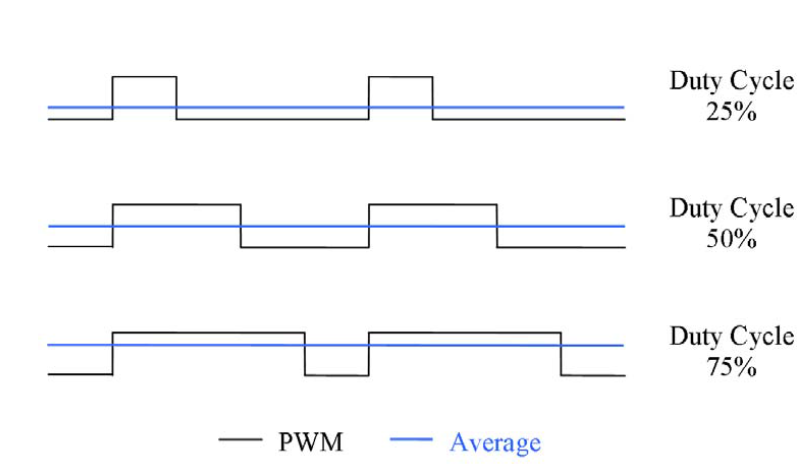 Duty Cycle
25%
Duty Cycle
50%
Duty Cycle
75%
PWM
Average